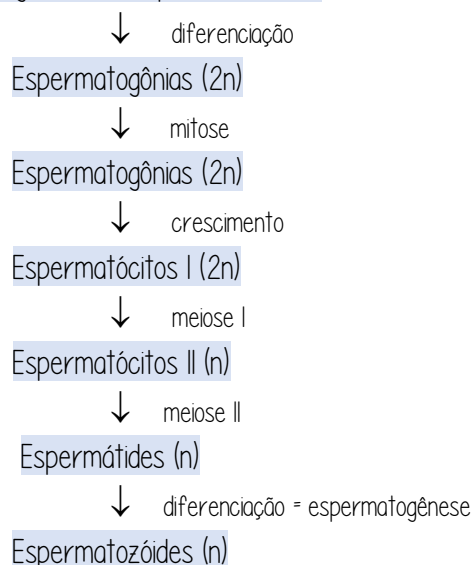 ↓ diferenciação
Espermatogônias (2n)
↓ mitose
Espermatogônias (2n)
↓ crescimento
Espermatócitos I (2n)
↓ meiose I
Espermatócitos II (n)
↓ meiose II
Espermátides (n)
↓ diferenciação = espermatogênese
Espermatozóides (n)